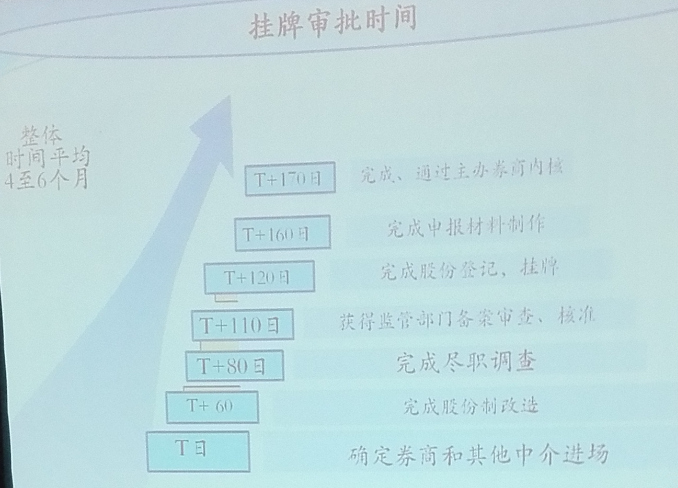 挂牌审批时间
整体
时间平均
4至6个月
T+170日 完成、通过主办券商内核
T+160日 完成申报材料制作
T+120日 完成股份登记、挂牌
T+110日 获得监管部门备案审查、核准
T+80日 完成尽职调查
T+ 60 完成股份制改造
T日 确定券商和其他中介进场